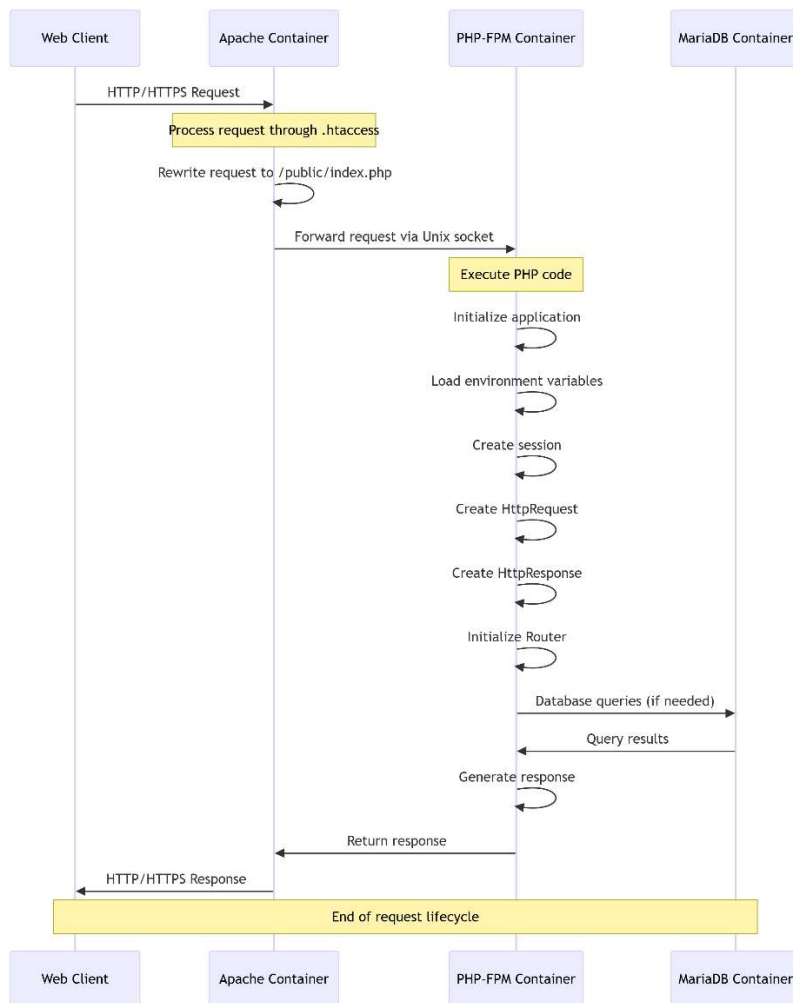 Web Client
Apache Container
PHP-FPM Container
MariaDB Container
HTTP/HTTPS Request
Process request through .htaccess
Rewrite request to /public/index.php
Forward request via Unix socket
Execute PHP code
Initialize application
Load environment variables
Create session
Create HttpRequest
Create HttpResponse
Initialize Router
Database queries (if needed)
Query results
Generate response
Return response
HTTP/HTTPS Response
End of request lifecycle
Web Client
Apache Container
PHP-FPM Container
MariaDB Container